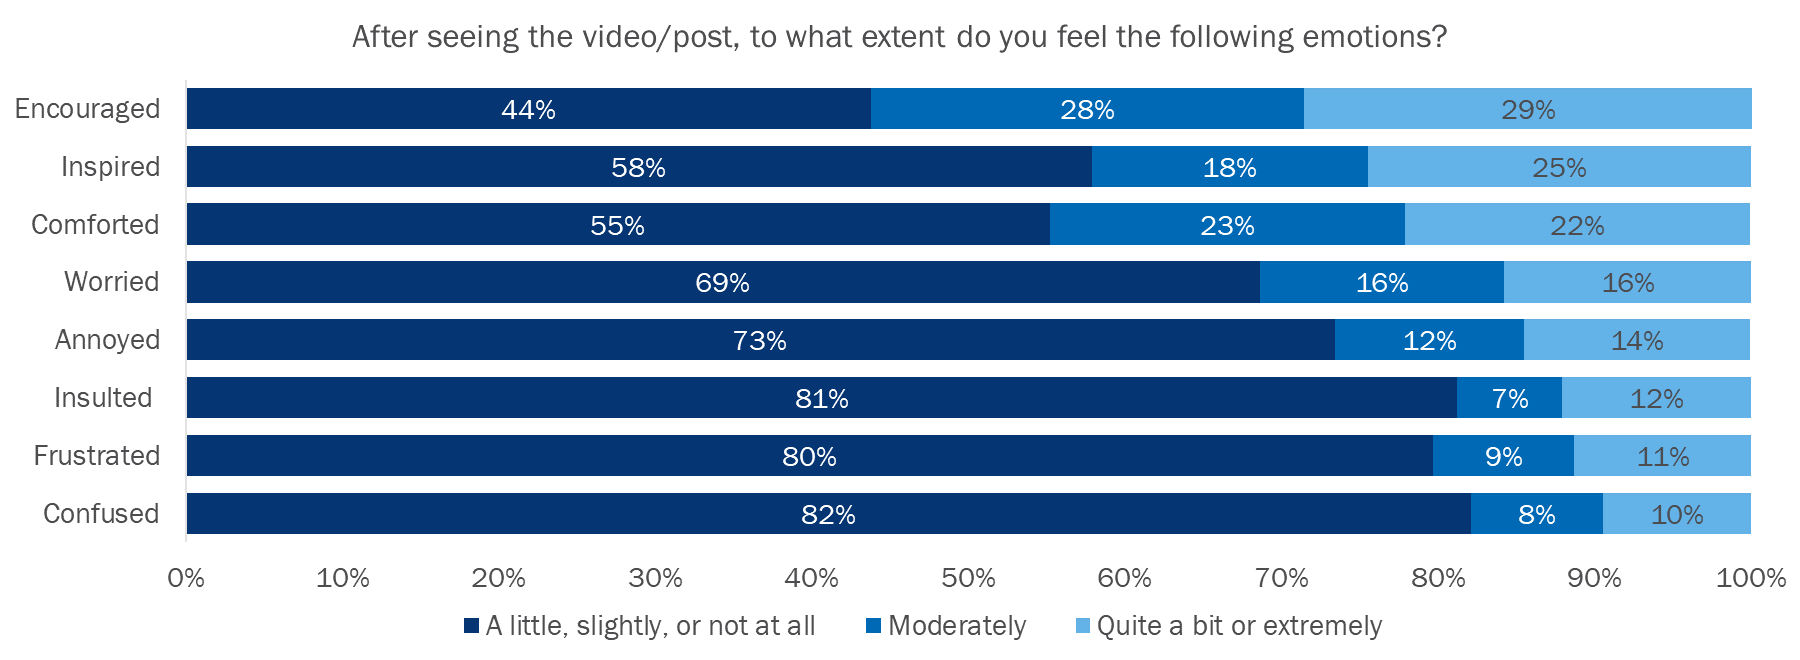 After seeing the video/post, to what extent do you feel the following emotions?
Encouraged 44% 28% 29%
Inspired 58% 18% 25%
Comforted 55% 23% 22%
Worried 69% 16% 16%
Annoyed 73% 12% 14%
Insulted 81% 7% 12%
Frustrated 80% 9% 11%
Confused 82% 8% 10%
0% 10% 20% 30% 40% 50% 60% 70% 80% 90% 100%
A little, slightly, or not at all Moderately Quite a bit or extremely